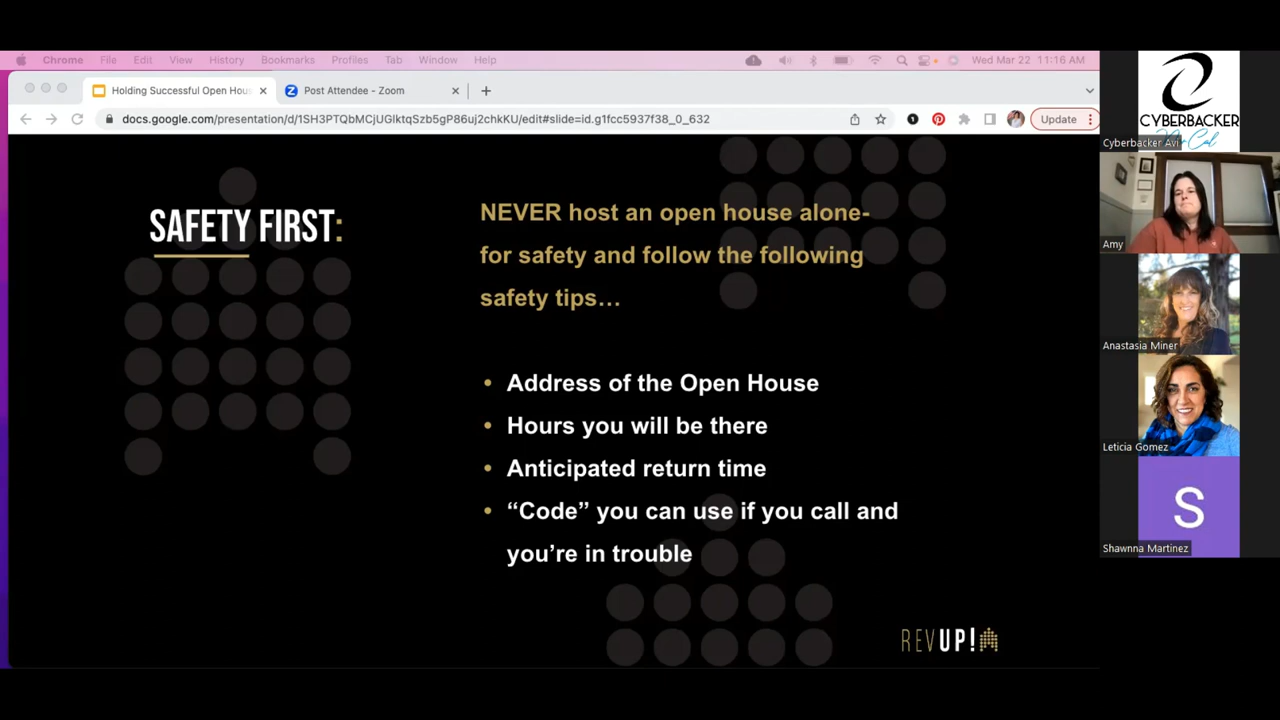 Chrome File Edit View History Bookmarks Profiles Tab Window Help Wed Mar 22 11:16 AM
Holding Successful Open Hou
Post Attendee - Zoom
docs.google.com/presentation/d/1SH3PTQbMCjUGlktqSzb5gP86uj2chkKU/edit#slide=id.g1fcc5937f38_0_632
Update
SAFETY FIRST:
NEVER host an open house alone-
for safety and follow the following
safety tips…
• Address of the Open House
• Hours you will be there
• Anticipated return time
• “Code” you can use if you call and
you’re in trouble
REVUP!
CYBERBACKER
Cyberbacker Avi
Amy
Anastasia Miner
Leticia Gomez
S
Shawnna Martinez